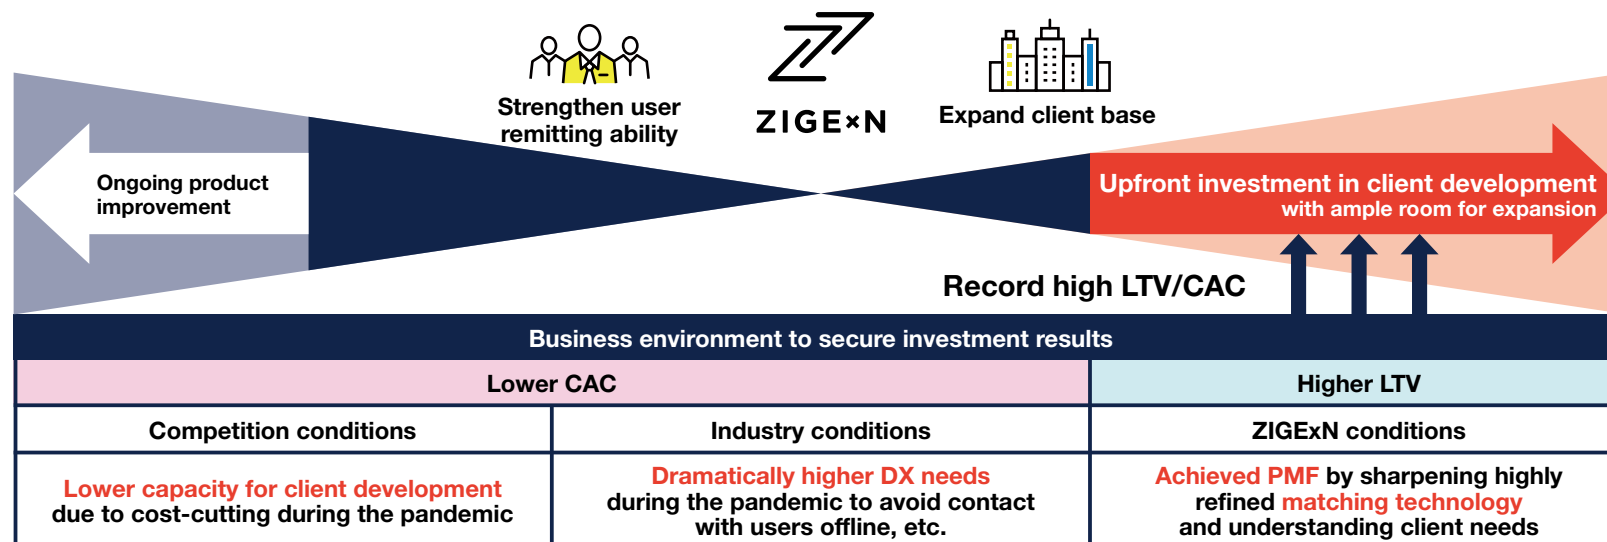 Strengthen user
remitting ability
ZIGExN
Expand client base
Ongoing product
improvement
Upfront investment in client development
with ample room for expansion
Record high LTV/CAC
Business environment to secure investment results
Lower CAC
Higher LTV
Competition conditions
Industry conditions
ZIGExN conditions
Lower capacity for client development
due to cost-cutting during the pandemic
Dramatically higher DX needs
during the pandemic to avoid contact
with users offline, etc.
Achieved PMF by sharpening highly
refined matching technology
and understanding client needs